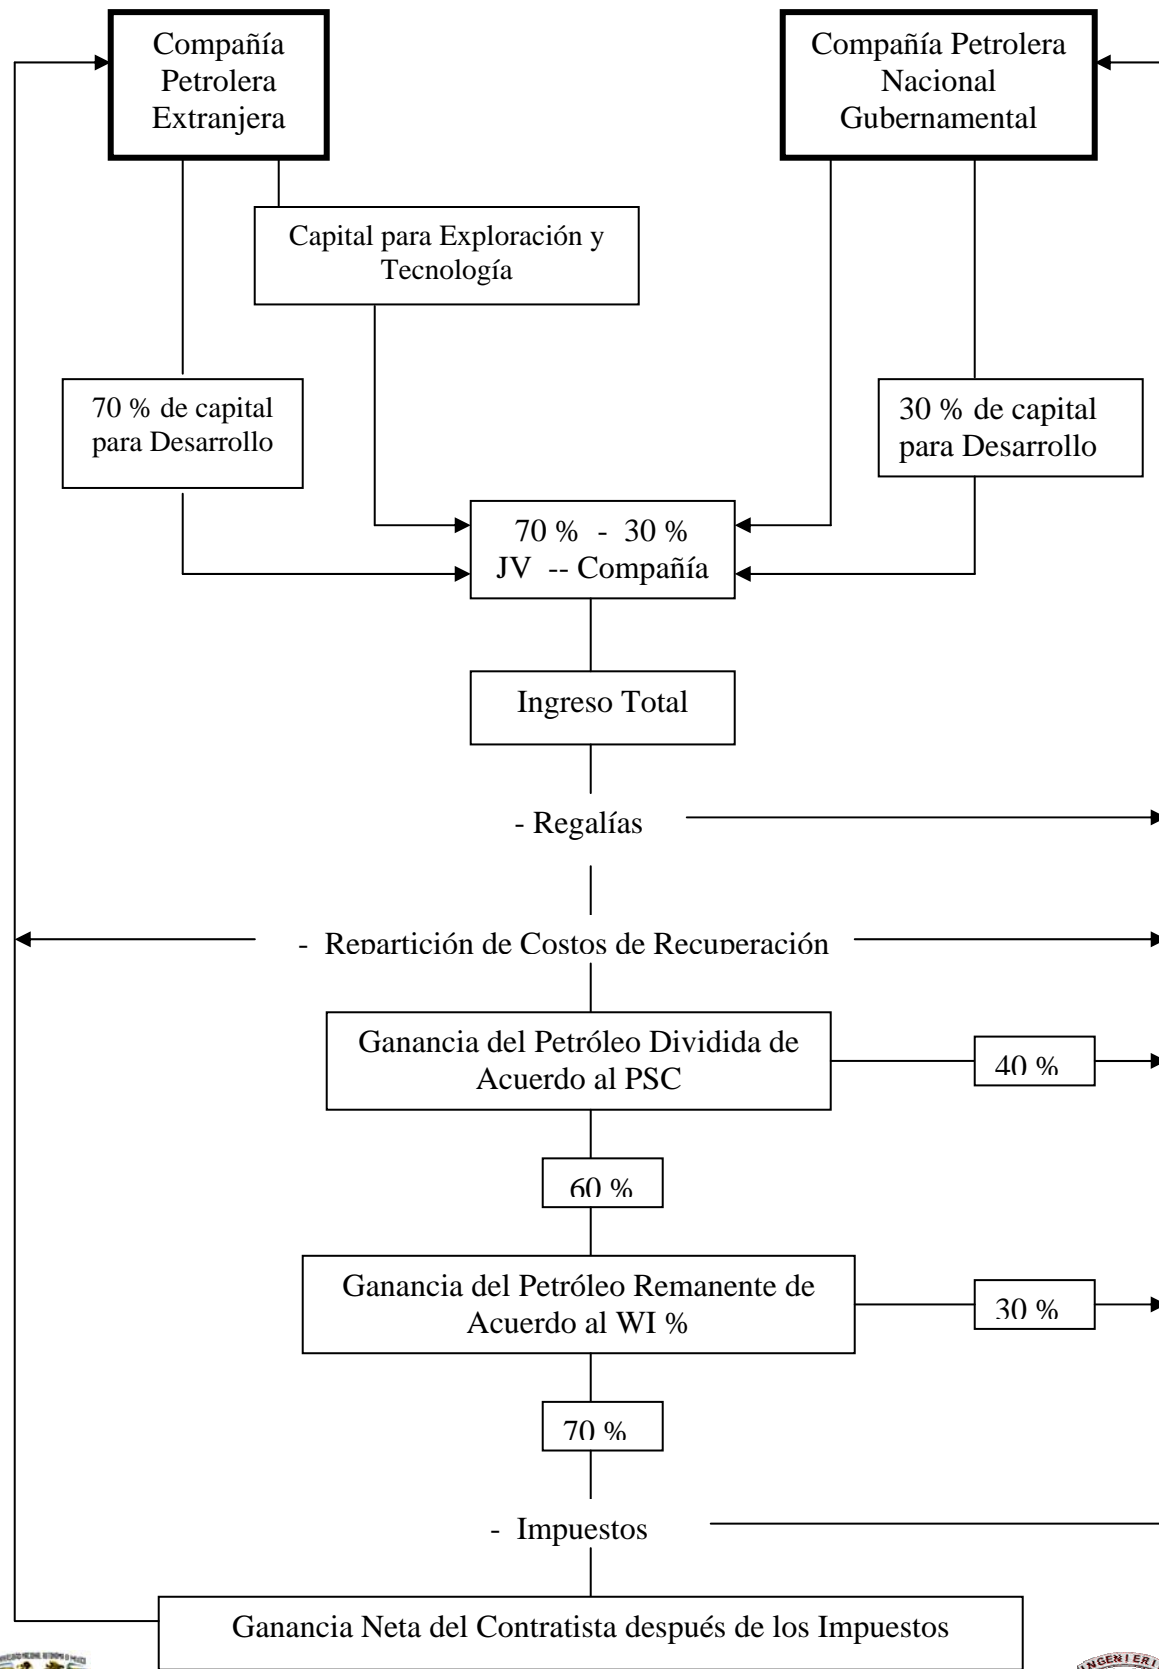 Compañía
Petrolera
Extranjera
Compañía Petrolera
Nacional
Gubernamental
Capital para Exploración y
Tecnología
70 % de capital
para Desarrollo
30 % de capital
para Desarrollo
70 % - 30 %
JV -- Compañía
Ingreso Total
- Regalías
- Repartición de Costos de Recuperación
Ganancia del Petróleo Dividida de
Acuerdo al PSC
40 %
60 %
Ganancia del Petróleo Remanente de
Acuerdo al WI %
30 %
70 %
- Impuestos
Ganancia Neta del Contratista después de los Impuestos